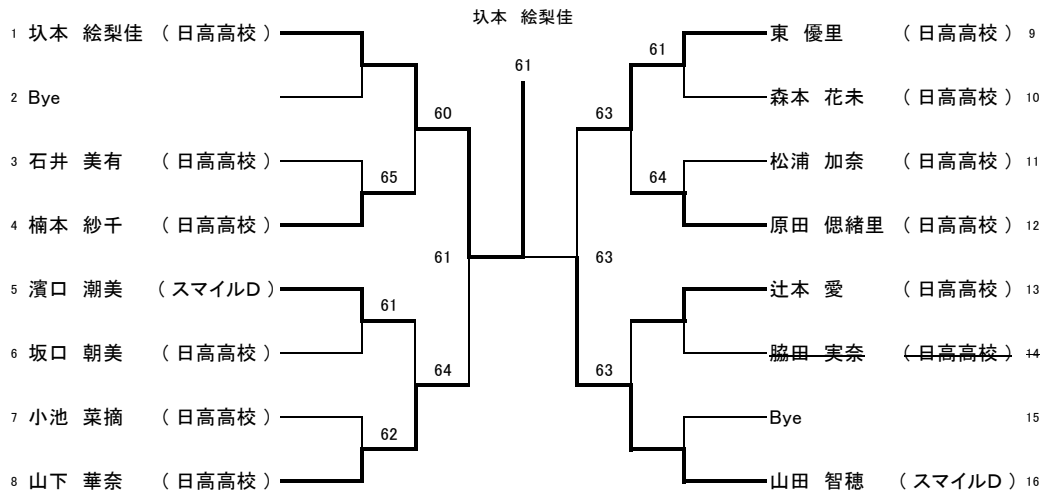 圦本 絵梨佳
61
1 圦本 絵梨佳 ( 日高高校 )
2 Bye
3 石井 美有 ( 日高高校 )
4 楠本 紗千 ( 日高高校 )
5 濱口 潮美 ( スマイルD )
6 坂口 朝美 ( 日高高校 )
7 小池 菜摘 ( 日高高校 )
8 山下 華奈 ( 日高高校 )
60
65
61
61
64
62
61
63
64
63
63
東 優里 ( 日高高校 ) 9
森本 花未 ( 日高高校 ) 10
松浦 加奈 ( 日高高校 ) 11
原田 偲緒里 ( 日高高校 ) 12
辻本 愛 ( 日高高校 ) 13
脇田 実奈 ( 日高高校 ) 14
Bye 15
山田 智穂 ( スマイルD ) 16